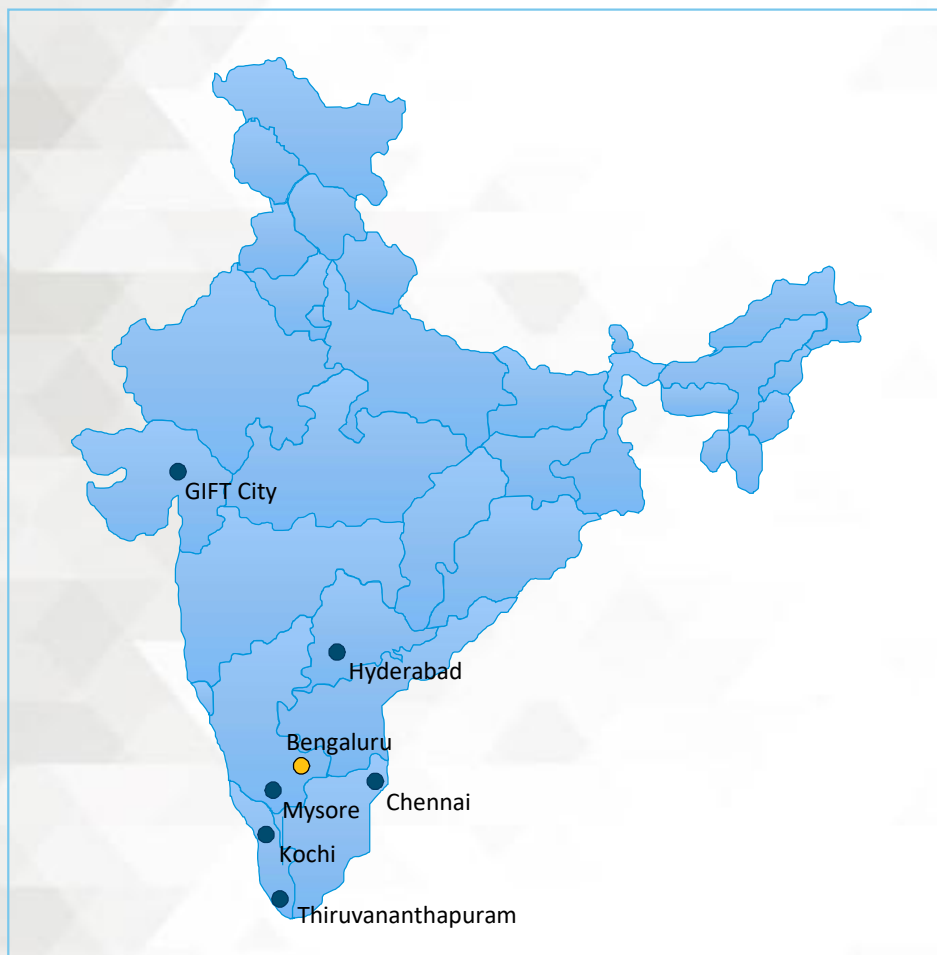 GIFT City
Hyderabad
Bengaluru
Chennai
Mysore
Kochi
Thiruvananthapuram